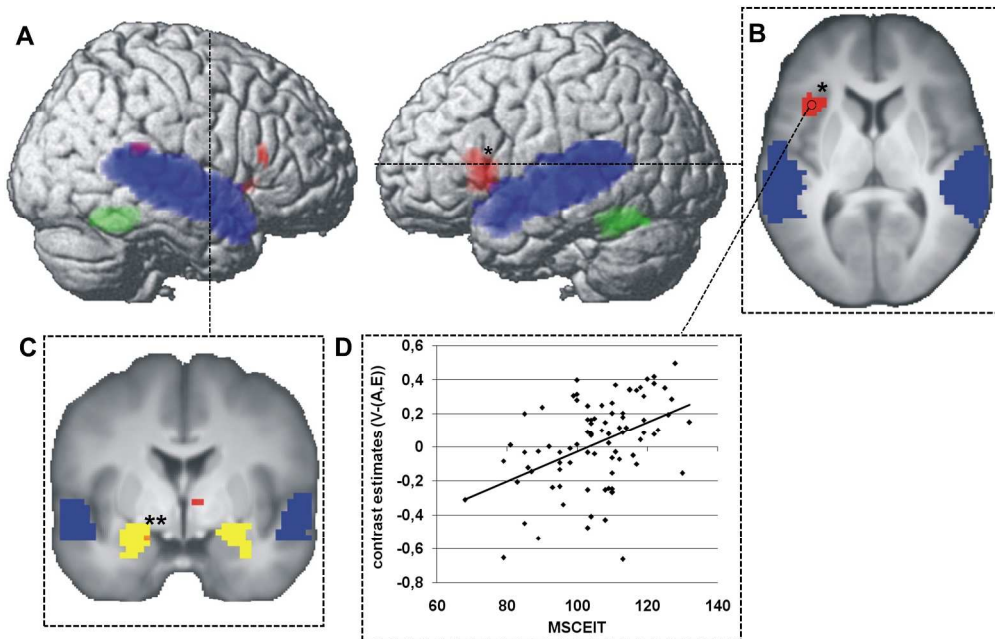 A
*
B
*
C
**
D
0,6
0,4
0,2
0
-0,2
-0,4
-0,6
-0,8
contrast estimates (V-(A,E))
60 80 100 120 140
MSCEIT